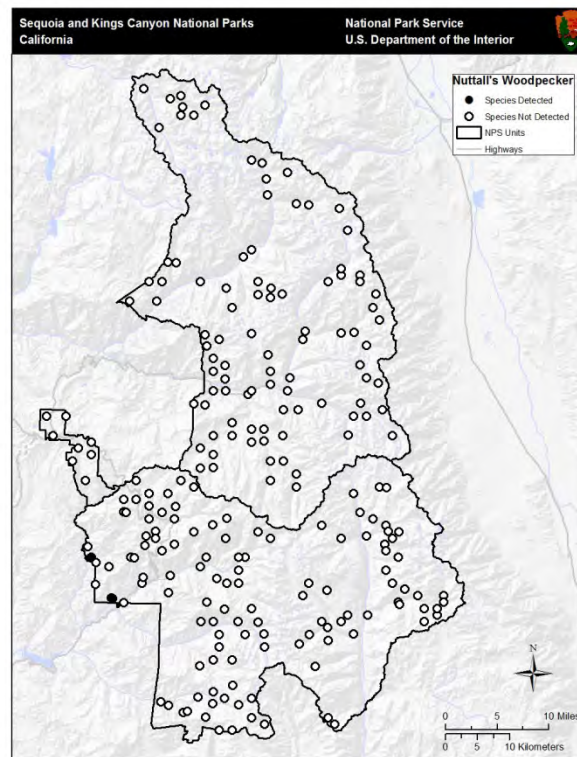 Sequoia and Kings Canyon National Parks
California
National Park Service
U.S. Department of the Interior
Nuttall's Woodpecker
Species Detected
Species Not Detected
NPS Units
Highways
N
0 5 10 Miles
0 5 10 Kilometers